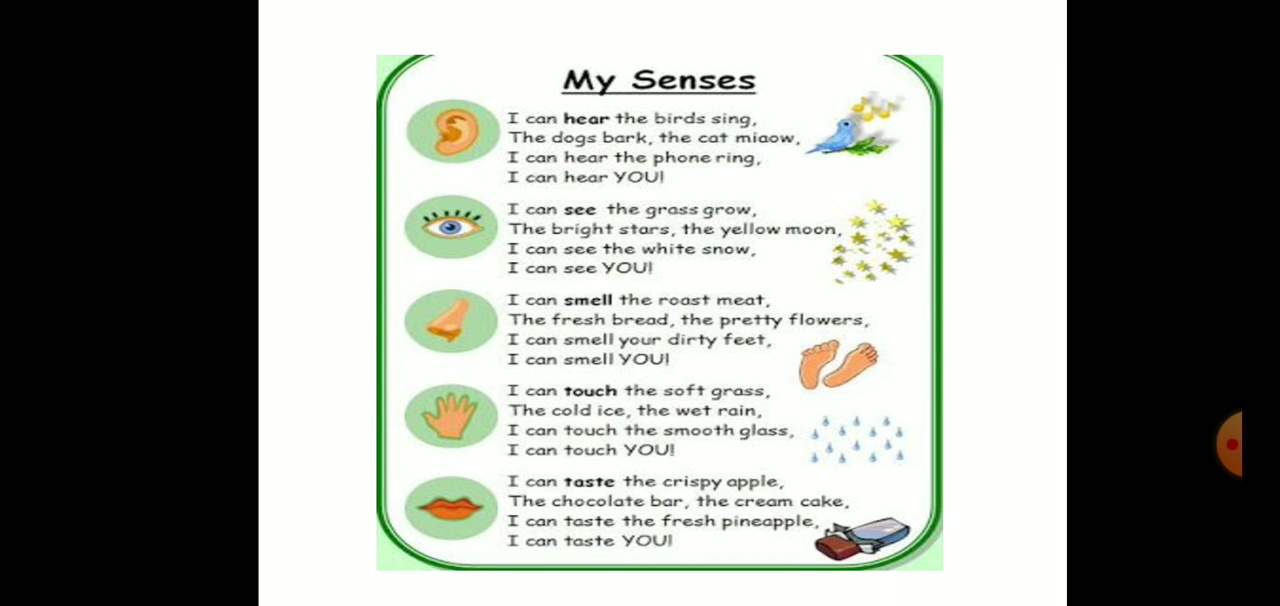 My Senses
I can hear the birds sing,
The dogs bark, the cat miaow,
I can hear the phone ring,
I can hear YOU!
I can see the grass grow,
The bright stars, the yellow moon,
I can see the white snow,
I can see YOU!
I can smell the roast meat,
The fresh bread, the pretty flowers,
I can smell your dirty feet,
I can smell YOU!
I can touch the soft grass,
The cold ice, the wet rain,
I can touch the smooth glass,
I can touch YOU!
I can taste the crispy apple,
The chocolate bar, the cream cake,
I can taste the fresh pineapple,
I can taste YOU!